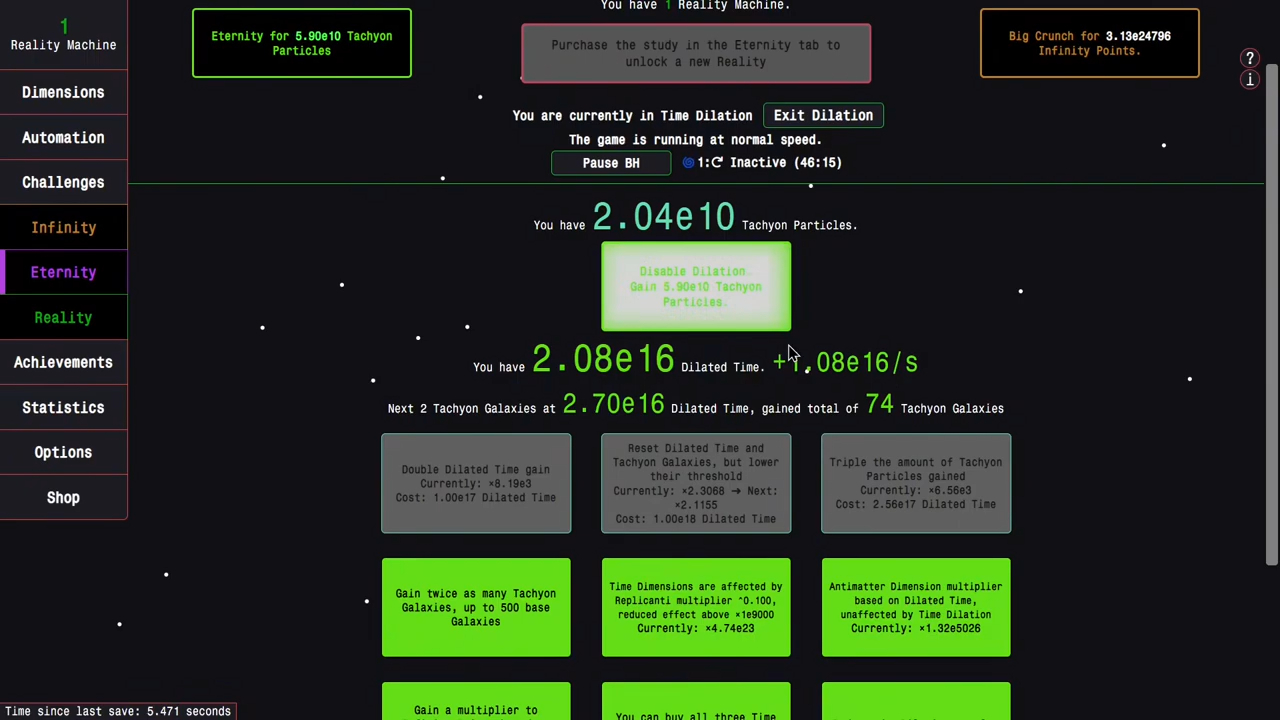 You have 1 Reality Machine.
1
Reality Machine
Dimensions
Automation
Challenges
Infinity
Eternity
Reality
Achievements
Statistics
Options
Shop
Eternity for 5.90e10 Tachyon
Particles
Purchase the study in the Eternity tab to
unlock a new Reality
Big Crunch for 3.13e24796
Infinity Points.
?
i
You are currently in Time Dilation
Exit Dilation
The game is running at normal speed.
Pause BH
🌀1:⟳ Inactive (46:15)
You have 2.04e10 Tachyon Particles.
Disable Dilation.
Gain 5.90e10 Tachyon
Particles.
You have 2.08e16 Dilated Time. +1.08e16/s
Next 2 Tachyon Galaxies at 2.70e16 Dilated Time, gained total of 74 Tachyon Galaxies
Double Dilated Time gain
Currently: ×8.19e3
Cost: 1.00e17 Dilated Time
Reset Dilated Time and
Tachyon Galaxies, but lower
their threshold
Currently: ×2.3068 → Next:
×2.1155
Cost: 1.00e18 Dilated Time
Triple the amount of Tachyon
Particles gained
Currently: ×6.56e3
Cost: 2.56e17 Dilated Time
Gain twice as many Tachyon
Galaxies, up to 500 base
Galaxies
Time Dimensions are affected by
Replicanti multiplier ^0.100,
reduced effect above ×1e9000
Currently: ×4.74e23
Antimatter Dimension multiplier
based on Dilated Time,
unaffected by Time Dilation
Currently: ×1.32e5026
Gain a multiplier to
You can buy all three Time
Time since last save: 5.471 seconds